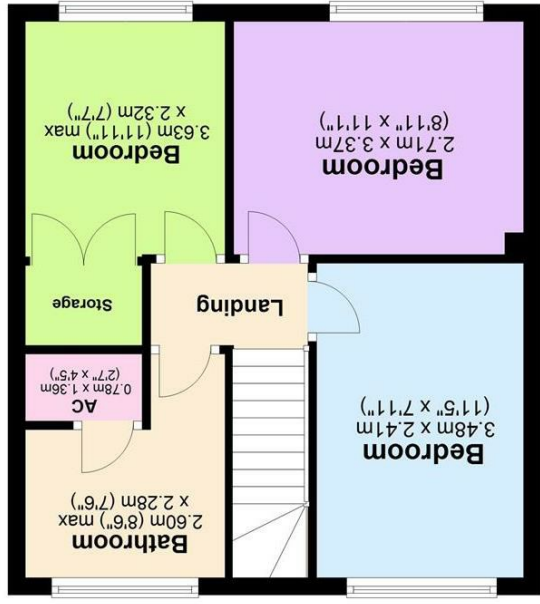 Bedroom
3.48m x 2.41m
(11'5" x 7'11")
Bathroom
2.60m (8'6") max
x 2.28m (7'6")
AC
0.78m x 1.36m
(2'7" x 4'5")
Landing
Storage
Bedroom
2.71m x 3.37m
(8'11" x 11'1")
Bedroom
3.63m (11'11") max
x 2.32m (7'7")